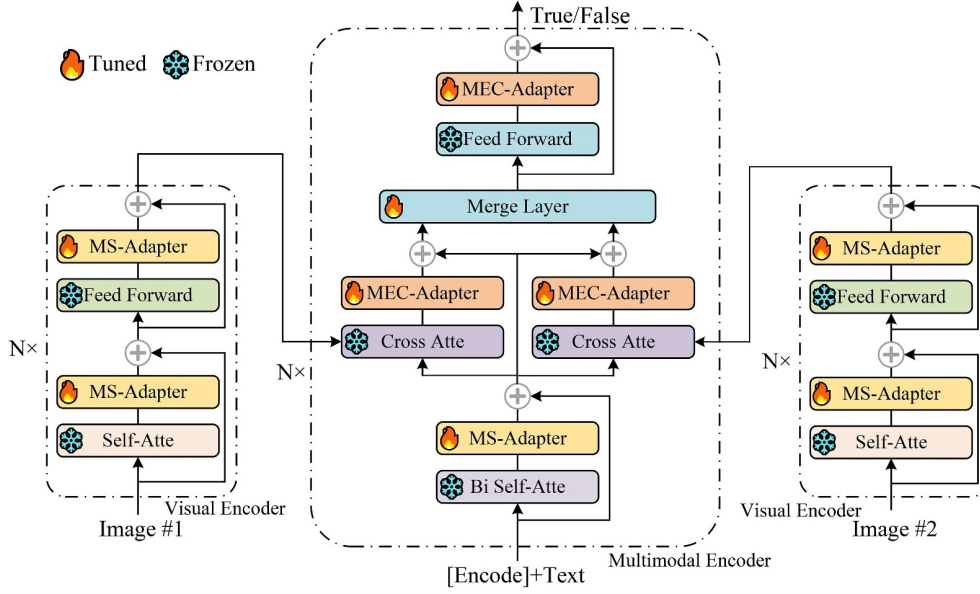 True/False
Tuned
Frozen
MEC-Adapter
Feed Forward
Merge Layer
MS-Adapter
Feed Forward
MEC-Adapter
MEC-Adapter
MS-Adapter
Feed Forward
Cross Atte
Cross Atte
N×
N×
N×
MS-Adapter
Self-Atte
MS-Adapter
Bi Self-Atte
MS-Adapter
Self-Atte
Visual Encoder
Image #1
Visual Encoder
Image #2
Multimodal Encoder
[Encode]+Text